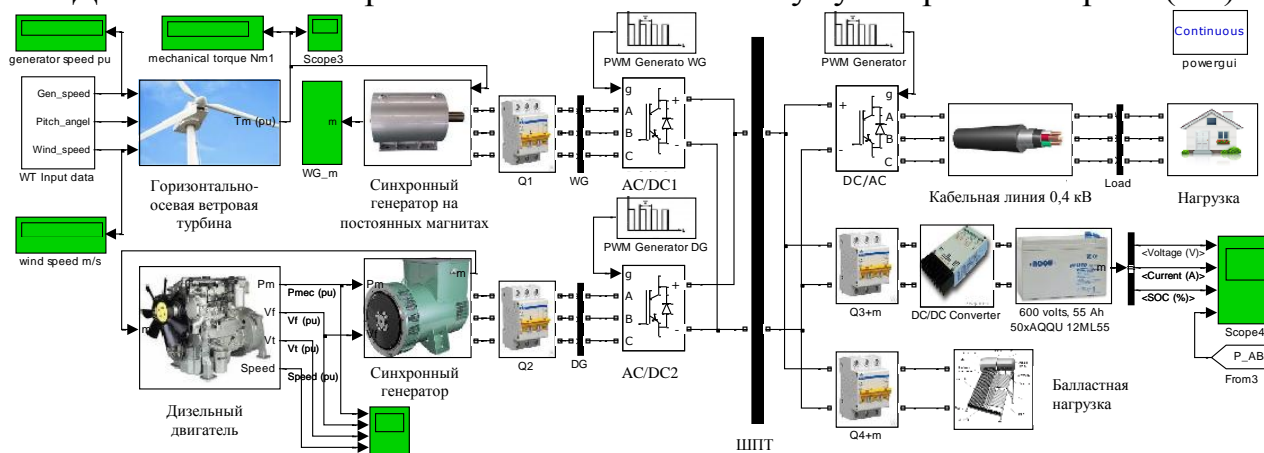 generator speed pu
mechanical torque Nm1
Scope3
WT Input data
Gen_speed
Pitch_angel
Wind_speed
Tm (pu)
Горизонтально-
осевая ветровая
турбина
wind speed m/s
m
WG_m
Синхронный
генератор на
постоянных магнитах
Q1
WG
PWM Generato WG
g
A
B
C
+
-
AC/DC1
Pm
Vf
Vt
Speed
Pmec (pu)
Vf (pu)
Vt (pu)
Speed (pu)
m
Дизельный
двигатель
Pm
Vf
m
Синхронный
генератор
Q2
DG
PWM Generator DG
g
A
B
C
+
-
AC/DC2
ШПТ
PWM Generator
+
-
g
A
B
C
DC/AC
Кабельная линия 0,4 кВ
Load
Нагрузка
Continuous
powergui
Q3+m
DC/DC Converter
m
600 volts, 55 Ah
50xAQQU 12ML55
<Voltage (V)>
<Current (A)>
<SOC (%)>
Scope4
P_AB
From3
Q4+m
Балластная
нагрузка